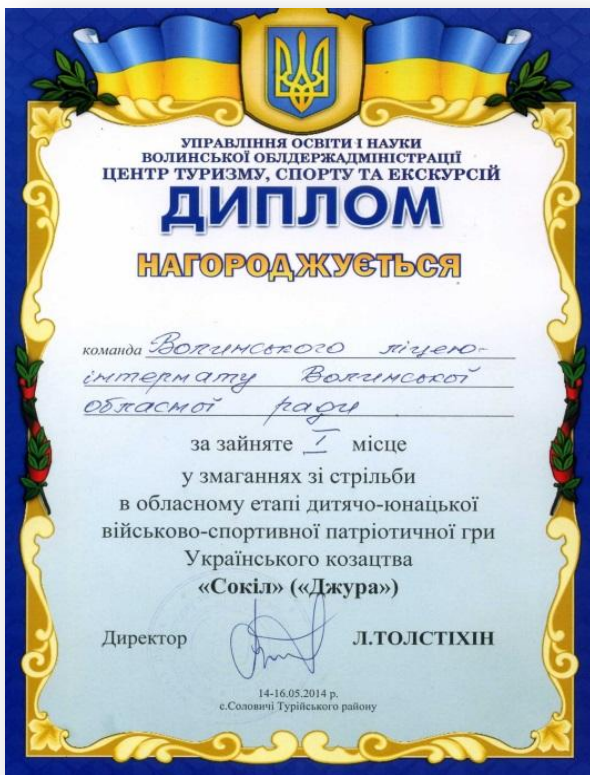 УПРАВЛІННЯ ОСВІТИ І НАУКИ
ВОЛИНСЬКОЇ ОБЛДЕРЖАДМІНІСТРАЦІЇ
ЦЕНТР ТУРИЗМУ, СПОРТУ ТА ЕКСКУРСІЙ
ДИПЛОМ
НАГОРОДЖУЄТЬСЯ
команда Волинського ліцею-
інтернату Волинської
обласної ради
за зайняте I місце
у змаганнях зі стрільби
в обласному етапі дитячо-юнацької
військово-спортивної патріотичної гри
Українського козацтва
«Сокіл» («Джура»)
Директор Л.ТОЛСТІХІН
14-16.05.2014 р.
с.Соловичі Турійського району